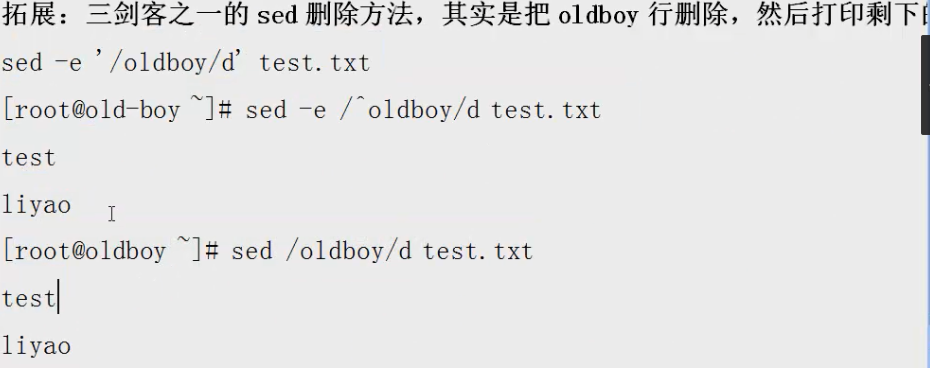 拓展：三剑客之一的 sed 删除方法，其实是把 oldboy 行删除，然后打印剩下
sed -e ’/oldboy/d’ test.txt
[root@old-boy ~]# sed -e /^oldboy/d test.txt
test
liyao
[root@oldboy ~]# sed /oldboy/d test.txt
test
liyao